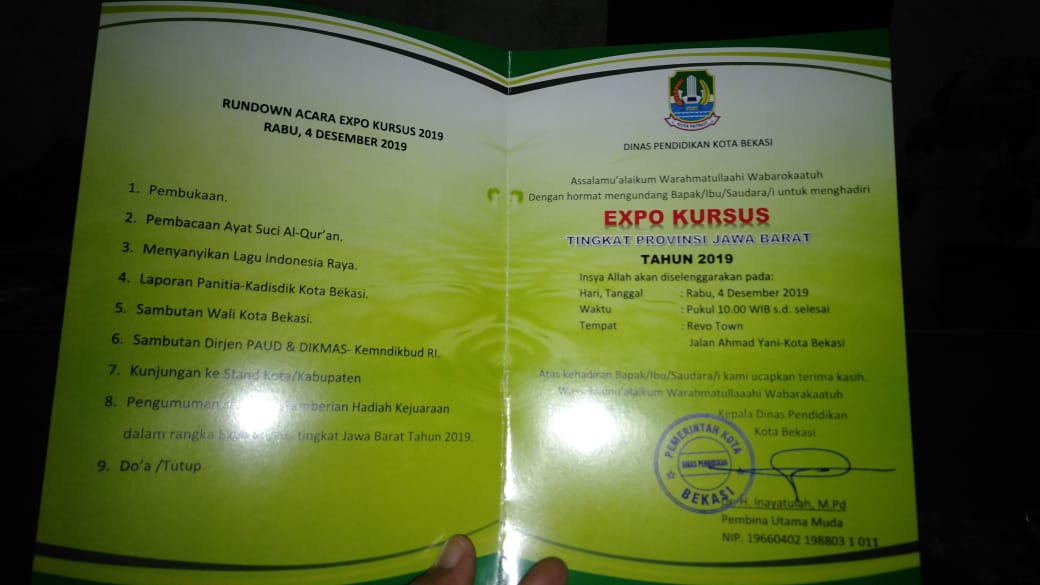 RUNDOWN ACARA EXPO KURSUS 2019
RABU, 4 DESEMBER 2019
1. Pembukaan.
2. Pembacaan Ayat Suci Al-Qur'an.
3. Menyanyikan Lagu Indonesia Raya.
4. Laporan Panitia-Kadisdik Kota Bekasi.
5. Sambutan Wali Kota Bekasi.
6. Sambutan Dirjen PAUD & DIKMAS- Kemndikbud RI.
7. Kunjungan ke Stand Kota/Kabupaten
8. Pengumuman Hadiah Kejuaraan
dalam rangka tingkat Jawa Barat Tahun 2019.
9. Do'a /Tutup
DINAS PENDIDIKAN KOTA BEKASI
Assalamu'alaikum Warahmatullaahi Wabarokaatuh
Dengan hormat mengundang Bapak/Ibu/Saudara/i untuk menghadiri
EXPO KURSUS
TINGKAT PROVINSI JAWA BARAT
TAHUN 2019
Insya Allah akan diselenggarakan pada:
Hari, Tanggal : Rabu, 4 Desember 2019
Waktu : Pukul 10.00 WIB s.d. selesai
Tempat : Revo Town
Jalan Ahmad Yani-Kota Bekasi
Atas kehadiran Bapak/Ibu/Saudara/i kami ucapkan terima kasih.
Warahmatullaaahi Wabarakaatuh
Kepala Dinas Pendidikan
Kota Bekasi
PEMERINTAH KOTA
DINAS PENDIDIKAN
BEKASI
H. Inayatulah, M.Pd
Pembina Utama Muda
NIP. 19660402 198803 1 011